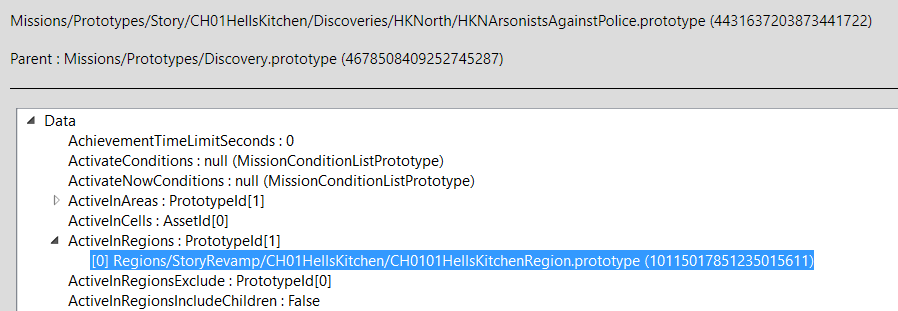 Missions/Prototypes/Story/CH01HellsKitchen/Discoveries/HKNorth/HKNArsonistsAgainstPolice.prototype (4431637203873441722)
Parent : Missions/Prototypes/Discovery.prototype (4678508409252745287)
Data
AchievementTimeLimitSeconds : 0
ActivateConditions : null (MissionConditionListPrototype)
ActivateNowConditions : null (MissionConditionListPrototype)
ActiveInAreas : PrototypeId[1]
ActiveInCells : AssetId[0]
ActiveInRegions : PrototypeId[1]
[0] Regions/StoryRevamp/CH01HellsKitchen/CH0101HellsKitchenRegion.prototype (10115017851235015611)
ActiveInRegionsExclude : PrototypeId[0]
ActiveInRegionsIncludeChildren : False